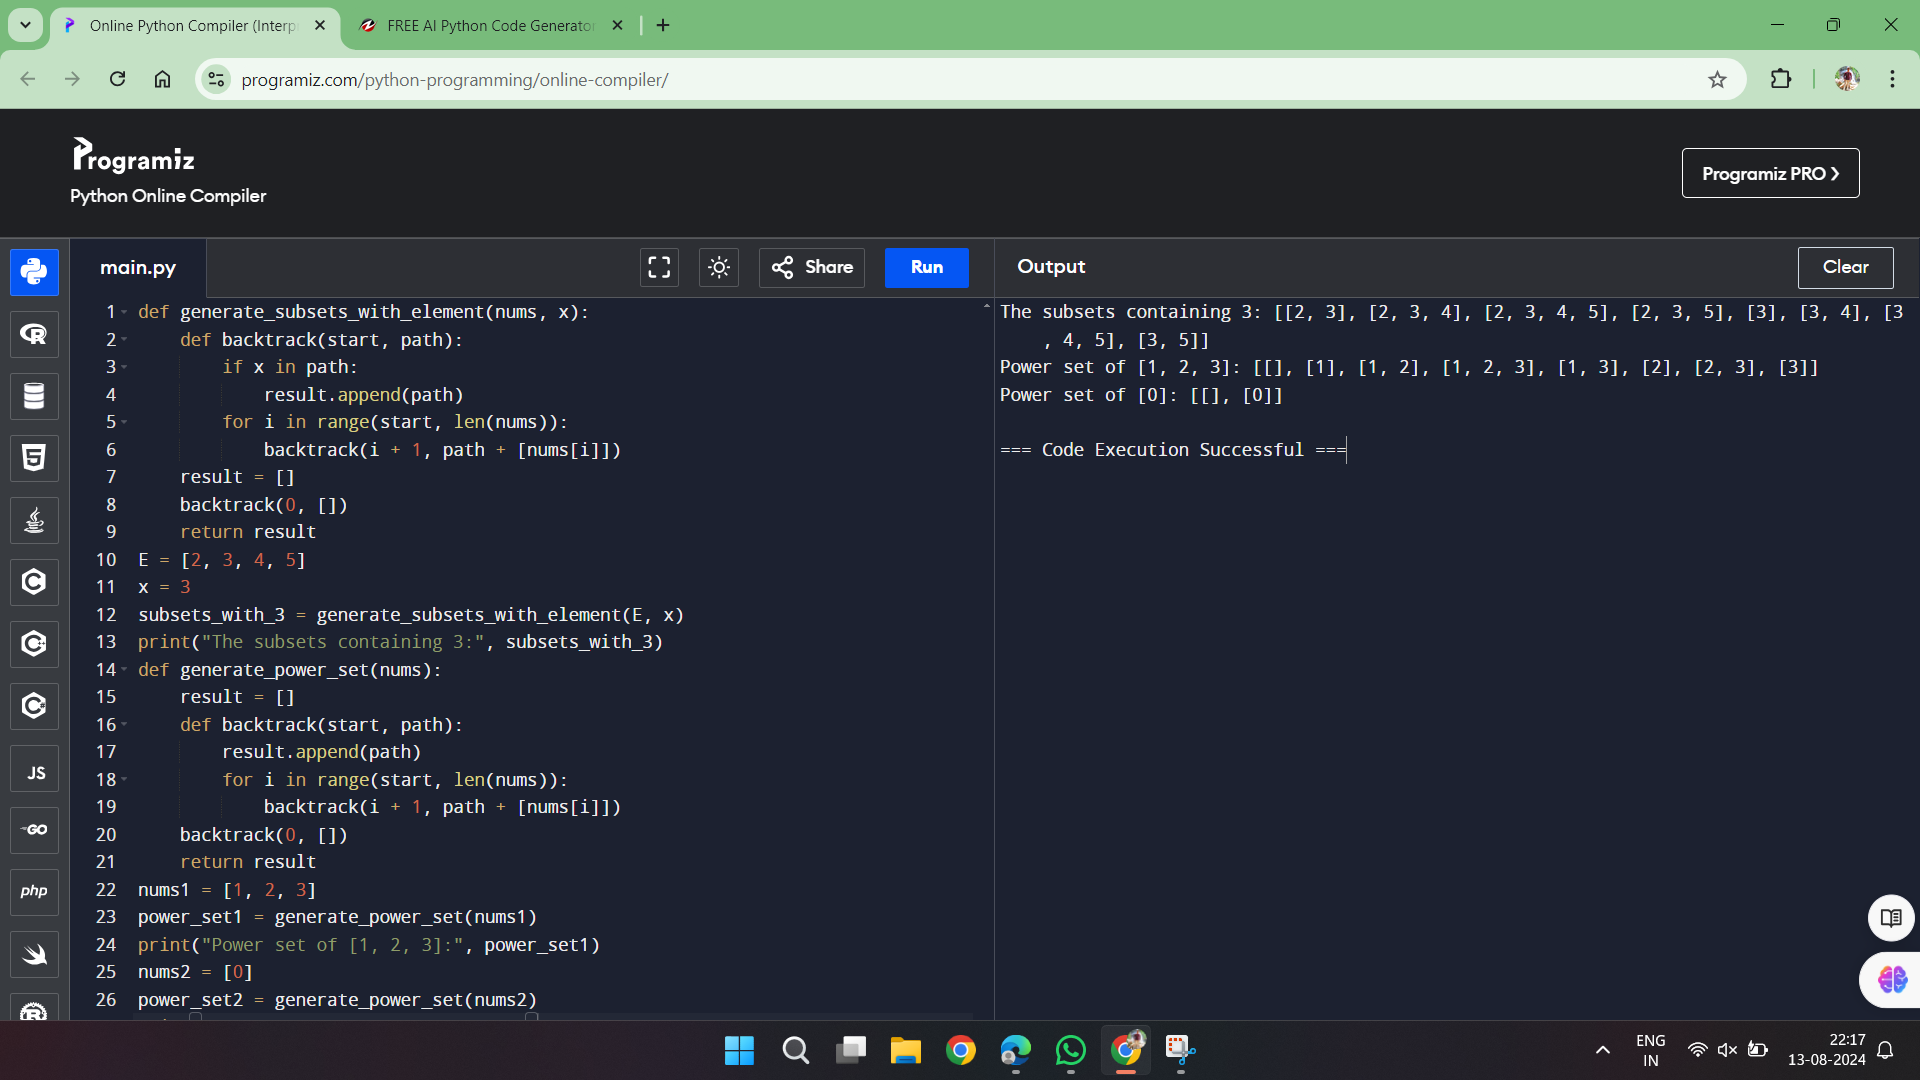 Online Python Compiler (Interp
FREE AI Python Code Generator
programiz.com/python-programming/online-compiler/
Programiz
Python Online Compiler
Programiz PRO ❯
main.py
Share
Run
Output
Clear
1 def generate_subsets_with_element(nums, x):
2     def backtrack(start, path):
3         if x in path:
4             result.append(path)
5         for i in range(start, len(nums)):
6             backtrack(i + 1, path + [nums[i]])
7     result = []
8     backtrack(0, [])
9     return result
10 E = [2, 3, 4, 5]
11 x = 3
12 subsets_with_3 = generate_subsets_with_element(E, x)
13 print("The subsets containing 3:", subsets_with_3)
14 def generate_power_set(nums):
15     result = []
16     def backtrack(start, path):
17         result.append(path)
18         for i in range(start, len(nums)):
19             backtrack(i + 1, path + [nums[i]])
20     backtrack(0, [])
21     return result
22 nums1 = [1, 2, 3]
23 power_set1 = generate_power_set(nums1)
24 print("Power set of [1, 2, 3]:", power_set1)
25 nums2 = [0]
26 power_set2 = generate_power_set(nums2)
The subsets containing 3: [[2, 3], [2, 3, 4], [2, 3, 4, 5], [2, 3, 5], [3], [3, 4], [3
, 4, 5], [3, 5]]
Power set of [1, 2, 3]: [[], [1], [1, 2], [1, 2, 3], [1, 3], [2], [2, 3], [3]]
Power set of [0]: [[], [0]]
=== Code Execution Successful ===
JS
GO
php
ENG
IN
22:17
13-08-2024